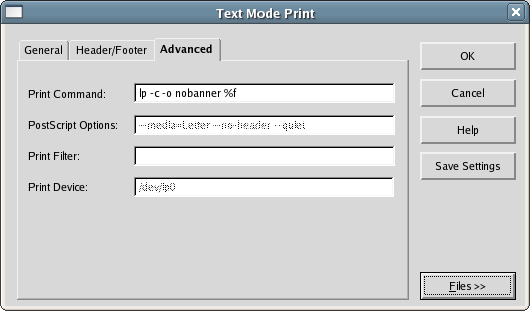 Text Mode Print
General Header/Footer Advanced
OK
Print Command: lp -c -o nobanner %f
Cancel
PostScript Options: --media=Letter --no-header --quiet
Help
Print Filter:
Save Settings
Print Device: /dev/lp0
Files >>